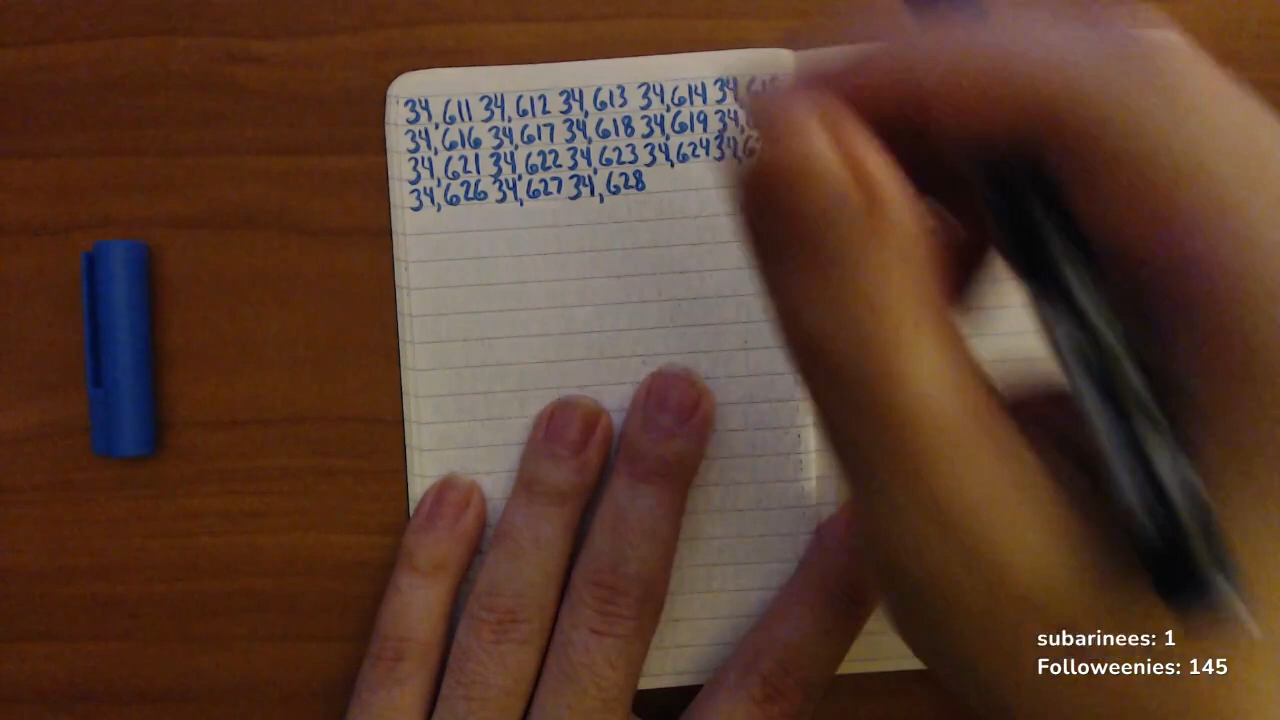 34,611 34,612 34,613 34,614
34,616 34,617 34,618 34,619
34,621 34,622 34,623 34,624
34,626 34,627 34,628
subarinees: 1
Followeenies: 145